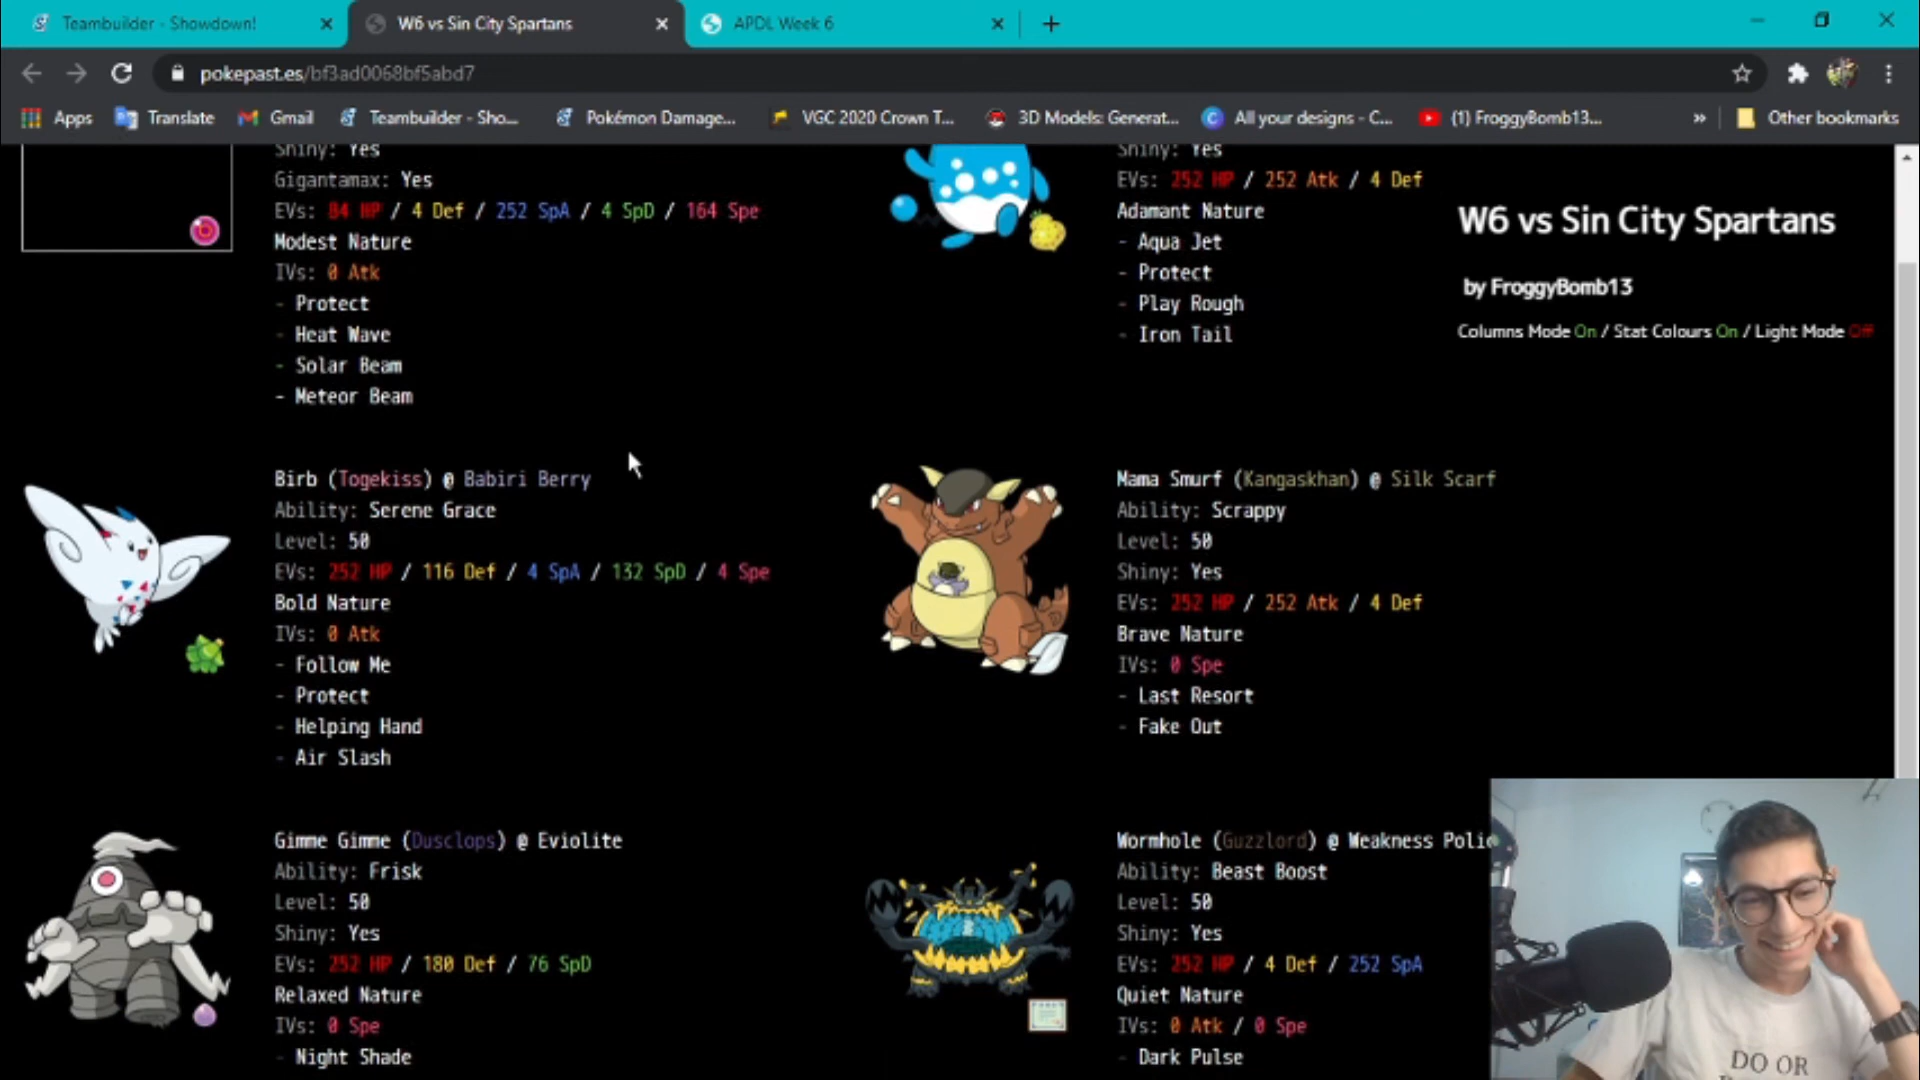 Teambuilder - Showdown!
W6 vs Sin City Spartans
APDL Week 6
pokepast.es/bf3ad0068bf5abd7
Apps
Translate
Gmail
Teambuilder - Sho...
Pokémon Damage...
VGC 2020 Crown T...
3D Models: Generat...
All your designs - C...
(1) FroggyBomb13...
»
Other bookmarks
Shiny: Yes
Gigantamax: Yes
EVs: 84 HP / 4 Def / 252 SpA / 4 SpD / 164 Spe
Modest Nature
IVs: 0 Atk
- Protect
- Heat Wave
- Solar Beam
- Meteor Beam
Shiny: Yes
EVs: 252 HP / 252 Atk / 4 Def
Adamant Nature
- Aqua Jet
- Protect
- Play Rough
- Iron Tail
W6 vs Sin City Spartans
by FroggyBomb13
Columns Mode On / Stat Colours On / Light Mode Off
Birb (Togekiss) @ Babiri Berry
Ability: Serene Grace
Level: 50
EVs: 252 HP / 116 Def / 4 SpA / 132 SpD / 4 Spe
Bold Nature
IVs: 0 Atk
- Follow Me
- Protect
- Helping Hand
- Air Slash
Mama Smurf (Kangaskhan) @ Silk Scarf
Ability: Scrappy
Level: 50
Shiny: Yes
EVs: 252 HP / 252 Atk / 4 Def
Brave Nature
IVs: 0 Spe
- Last Resort
- Fake Out
Gimme Gimme (Dusclops) @ Eviolite
Ability: Frisk
Level: 50
Shiny: Yes
EVs: 252 HP / 180 Def / 76 SpD
Relaxed Nature
IVs: 0 Spe
- Night Shade
Wormhole (Guzzlord) @ Weakness Polic
Ability: Beast Boost
Level: 50
Shiny: Yes
EVs: 252 HP / 4 Def / 252 SpA
Quiet Nature
IVs: 0 Atk / 0 Spe
- Dark Pulse
DO OR